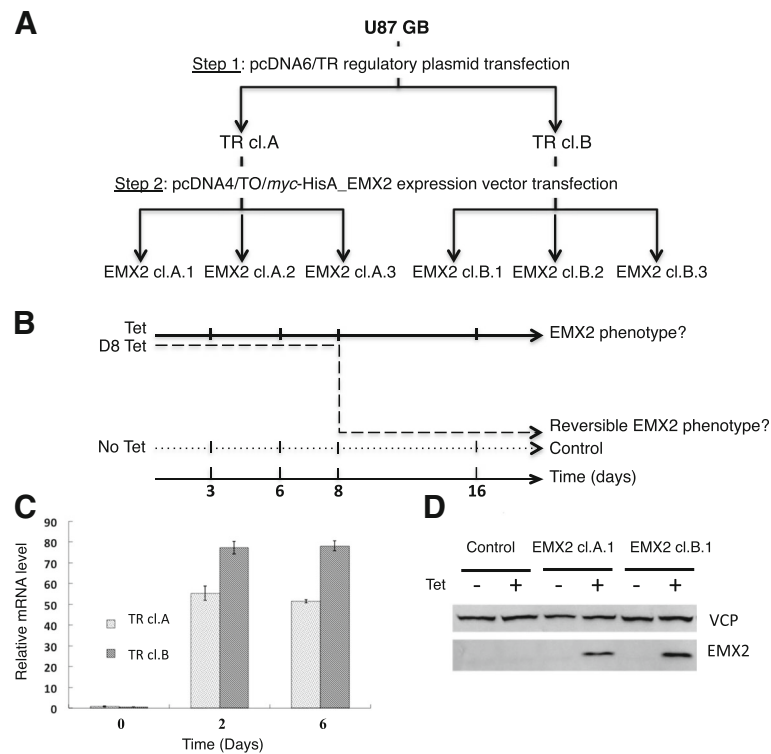 A
U87 GB
Step 1: pcDNA6/TR regulatory plasmid transfection
TR cl.A
TR cl.B
Step 2: pcDNA4/TO/myc-HisA_EMX2 expression vector transfection
EMX2 cl.A.1 EMX2 cl.A.2 EMX2 cl.A.3 EMX2 cl.B.1 EMX2 cl.B.2 EMX2 cl.B.3
B
Tet
EMX2 phenotype?
D8 Tet
Reversible EMX2 phenotype?
No Tet
Control
Time (days)
3 6 8 16
C
Relative mRNA level
90
80
70
60
50
40
30
20
10
0
TR cl.A
TR cl.B
0 2 6
Time (Days)
D
Control EMX2 cl.A.1 EMX2 cl.B.1
Tet - + - + - +
VCP
EMX2